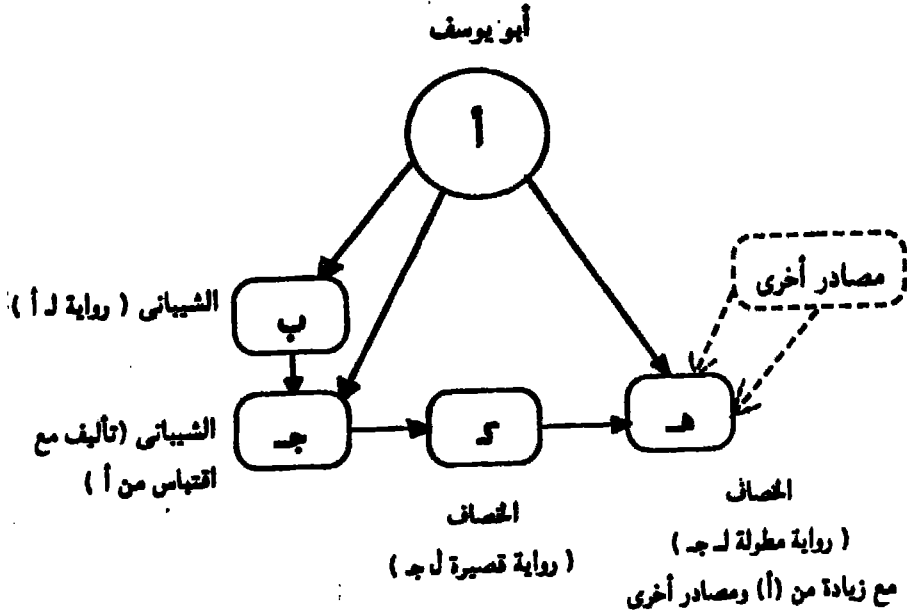 أبو يوسف
أ
مصادر أخرى
الشيبانى ( رواية لـ أ )
ب
الشيبانى (تأليف مع
اقتباس من أ )
جـ
كـ
هـ
الخصاف
( رواية قصيرة ل جـ )
الخصاف
( رواية مطولة لـ جـ )
مع زيادة من (أ) ومصادر أخرى